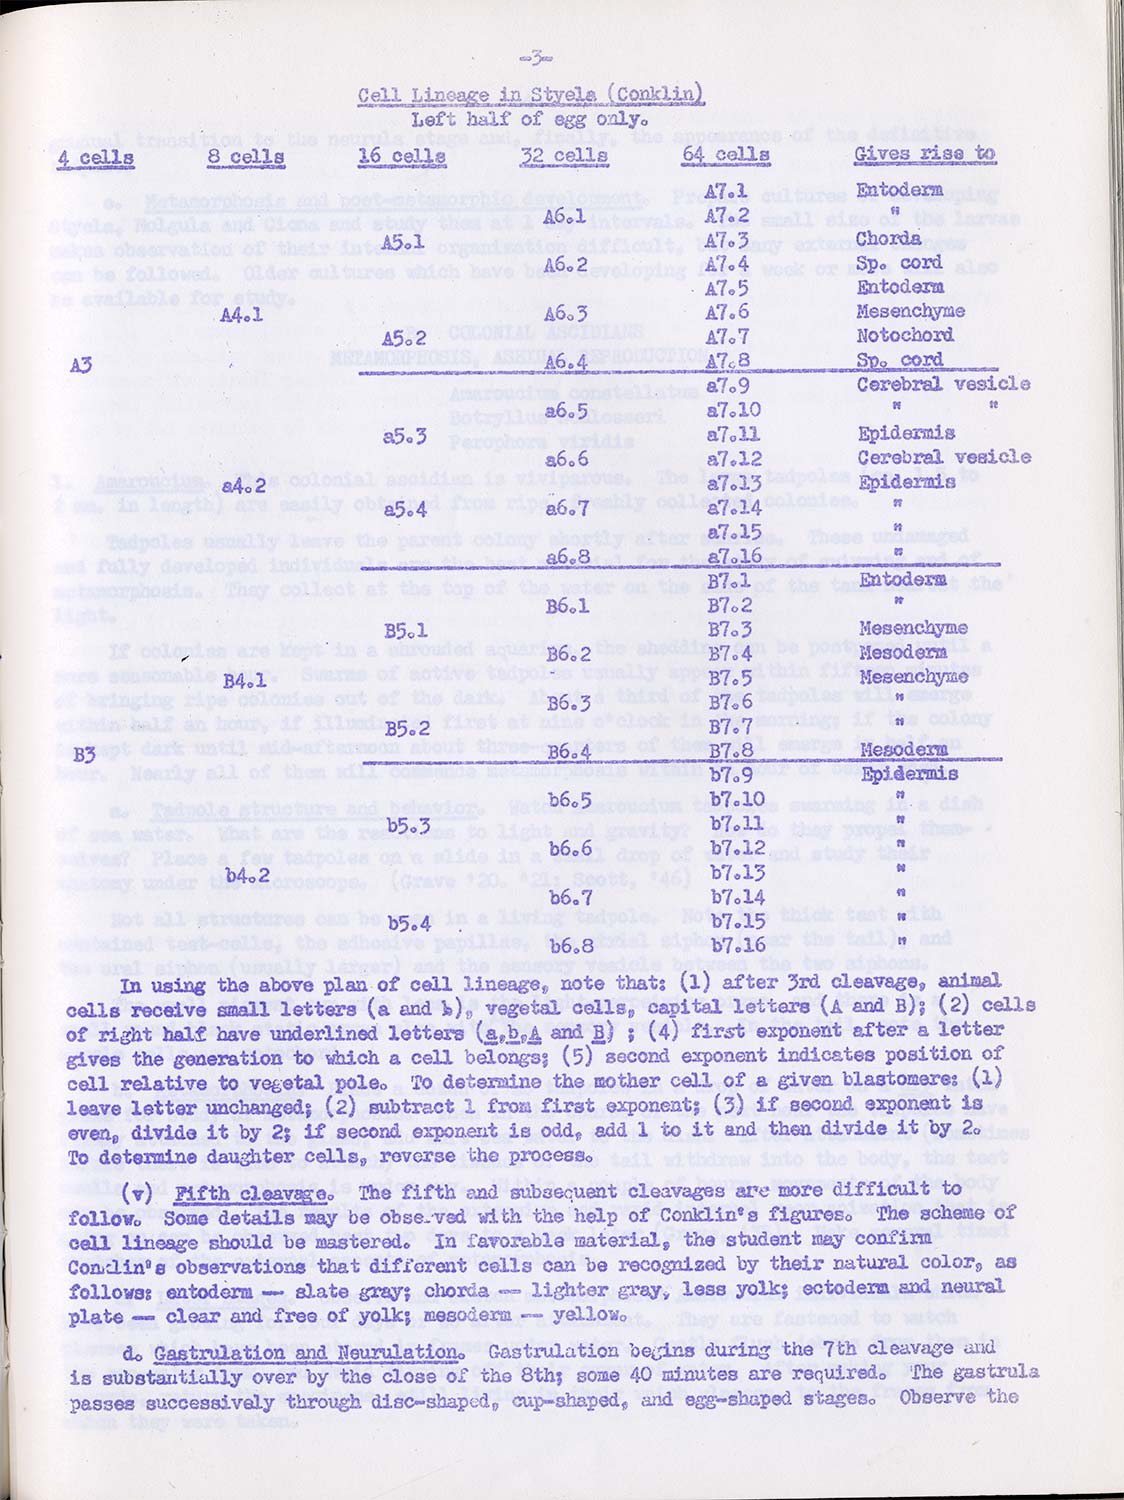 -3-
Cell Lineage in Styela (Conklin)
Left half of egg only.
4 cells 8 cells 16 cells 32 cells 64 cells Gives rise to
A7.1 Entoderm
A6.1 A7.2 "
A5.1 A7.3 Chorda
A6.2 A7.4 Sp. cord
A7.5 Entoderm
A4.1 A6.3 A7.6 Mesenchyme
A5.2 A7.7 Notochord
A3 A6.4 A7.8 Sp. cord
a7.9 Cerebral vesicle
a6.5 a7.10 " "
a5.3 a7.11 Epidermis
a6.6 a7.12 Cerebral vesicle
a4.2 a7.13 Epidermis
a5.4 a6.7 a7.14 "
a7.15 "
a6.8 a7.16 "
B7.1 Entoderm
B6.1 B7.2 "
B5.1 B7.3 Mesenchyme
B6.2 B7.4 Mesoderm
B4.1 B7.5 Mesenchyme
B6.3 B7.6 "
B5.2 B7.7 "
B3 B6.4 B7.8 Mesoderm
b7.9 Epidermis
b6.5 b7.10 "
b5.3 b7.11 "
b6.6 b7.12 "
b4.2 b7.13 "
b6.7 b7.14 "
b5.4 b7.15 "
b6.8 b7.16 "
In using the above plan of cell lineage, note that: (1) after 3rd cleavage, animal
cells receive small letters (a and b), vegetal cells, capital letters (A and B); (2) cells
of right half have underlined letters (a,b,A and B) ; (4) first exponent after a letter
gives the generation to which a cell belongs; (5) second exponent indicates position of
cell relative to vegetal pole. To determine the mother cell of a given blastomere: (1)
leave letter unchanged; (2) subtract 1 from first exponent; (3) if second exponent is
even, divide it by 2; if second exponent is odd, add 1 to it and then divide it by 2.
To determine daughter cells, reverse the process.
(v) Fifth cleavage. The fifth and subsequent cleavages are more difficult to
follow. Some details may be observed with the help of Conklin's figures. The scheme of
cell lineage should be mastered. In favorable material, the student may confirm
Conklin's observations that different cells can be recognized by their natural color, as
follows: entoderm -- slate gray; chorda -- lighter gray, less yolk; ectoderm and neural
plate -- clear and free of yolk; mesoderm -- yellow.
d. Gastrulation and Neurulation. Gastrulation begins during the 7th cleavage and
is substantially over by the close of the 8th; some 40 minutes are required. The gastrula
passes successively through disc-shaped, cup-shaped, and egg-shaped stages. Observe the